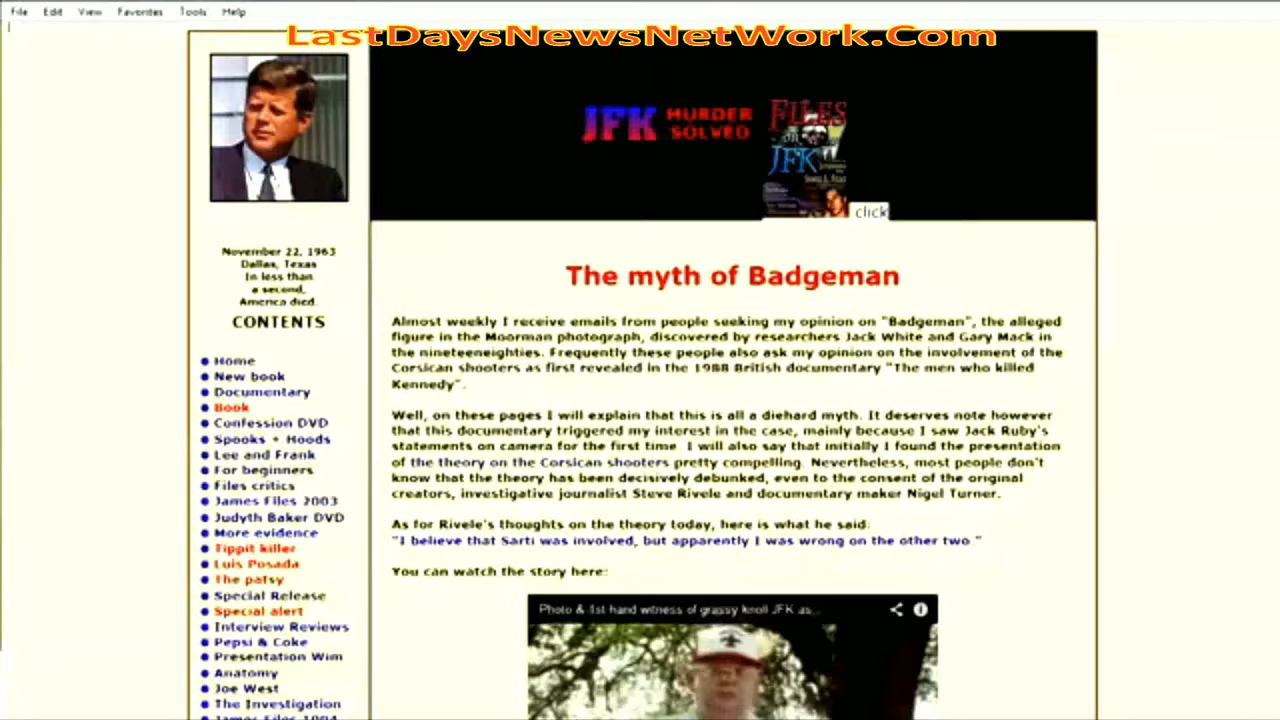 File Edit View Favorites Tools Help
LastDaysNewsNetWork.Com
JFK MURDER SOLVED
FILES ON JFK
click
November 22, 1963
Dallas, Texas
In less than
a second,
America died.
CONTENTS
Home
New book
Documentary
Book
Confession DVD
Spooks + Hoods
Lee and Frank
For beginners
Files critics
James Files 2003
Judyth Baker DVD
More evidence
Tippit killer
Luis Posada
The patsy
Special Release
Special alert
Interview Reviews
Pepsi & Coke
Presentation Wim
Anatomy
Joe West
The Investigation
James Files 1994
The myth of Badgeman
Almost weekly I receive emails from people seeking my opinion on "Badgeman", the alleged
figure in the Moorman photograph, discovered by researchers Jack White and Gary Mack in
the nineteeneighties. Frequently these people also ask my opinion on the involvement of the
Corsican shooters as first revealed in the 1988 British documentary "The men who killed
Kennedy".
Well, on these pages I will explain that this is all a diehard myth. It deserves note however
that this documentary triggered my interest in the case, mainly because I saw Jack Ruby's
statements on camera for the first time. I will also say that initially I found the presentation
of the theory on the Corsican shooters pretty compelling. Nevertheless, most people don't
know that the theory has been decisively debunked, even to the consent of the original
creators, investigative journalist Steve Rivele and documentary maker Nigel Turner.
As for Rivele's thoughts on the theory today, here is what he said:
"I believe that Sarti was involved, but apparently I was wrong on the other two "
You can watch the story here:
Photo & 1st hand witness of grassy knoll JFK as...